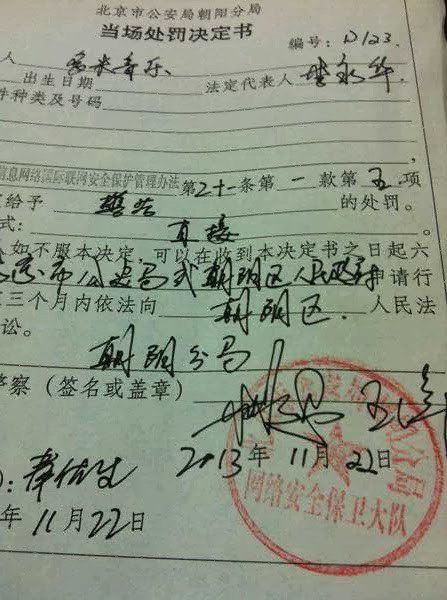 北京市公安局朝阳分局
当场处罚决定书
编号：D123.
人 多米音乐
出生日期 法定代表人
件种类及号码
信息网络国际联网安全保护管理办法第二十一条第一款第五项
给予 警告 的处罚。
式： 直接 。
如不服本决定，可以在收到本决定书之日起六
市公安局或朝阳区人民政府申请行
三个月内依法向 朝阳区 人民法
讼。
朝阳分局
警察（签名或盖章）
2013年11月22日
网络安全保卫大队
年11月22日